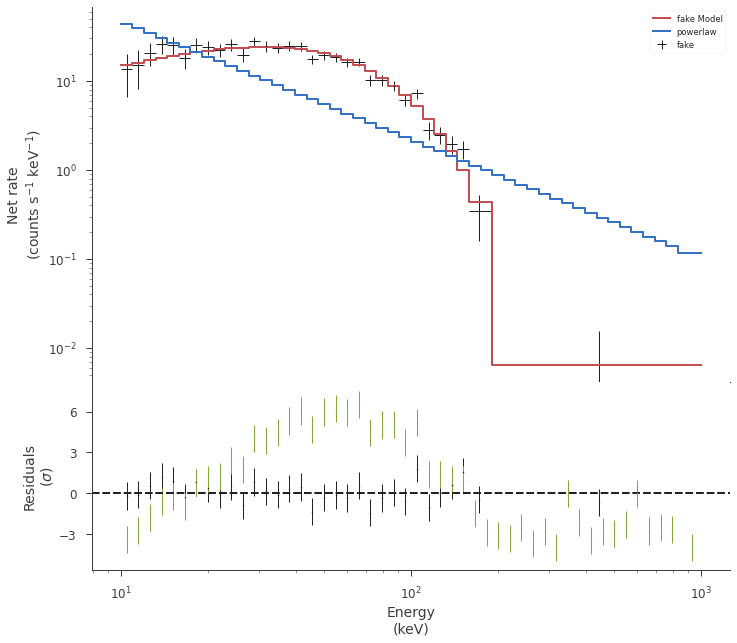 fake Model
powerlaw
fake
10¹
10⁰
10⁻¹
10⁻²
Net rate
(counts s⁻¹ keV⁻¹)
6
3
0
−3
Residuals
(σ)
10¹
10²
10³
Energy
(keV)